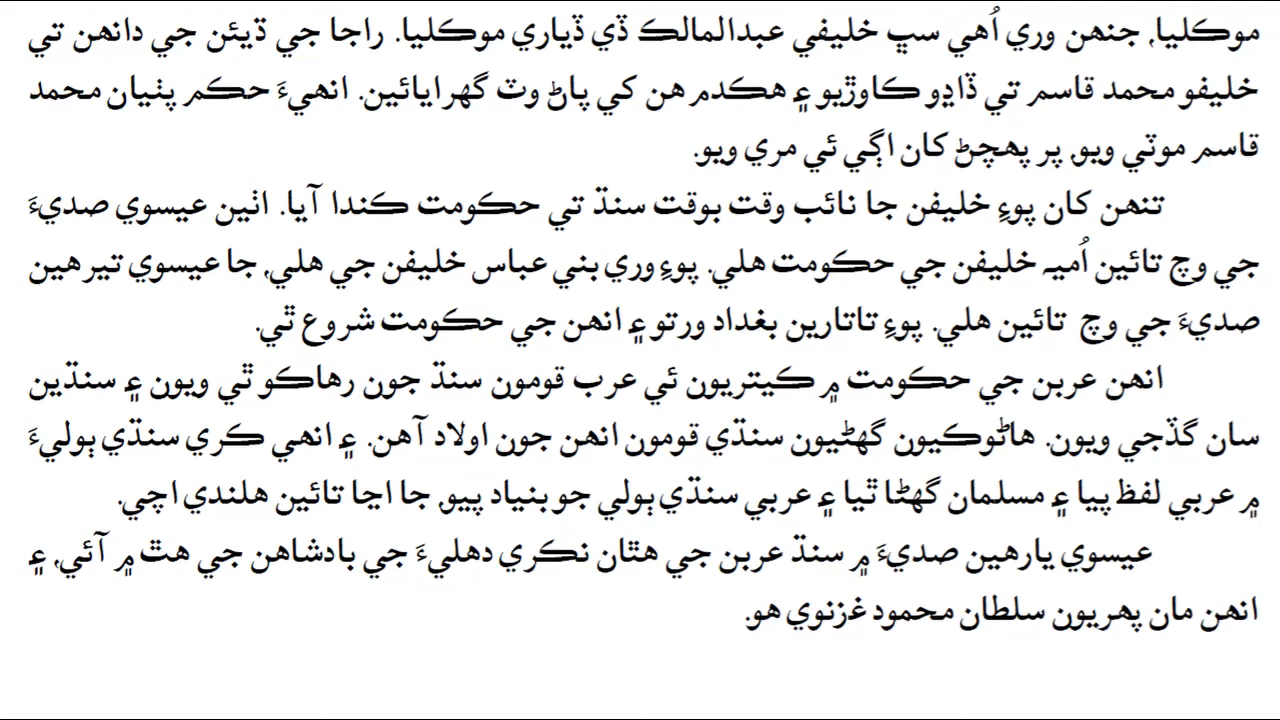 موڪليا، جنهن وري اُهي سڀ خليفي عبدالمالڪ ڏي ڏياري موڪليا. راجا جي ڌيئن جي دانهن تي
خليفو محمد قاسم تي ڏاڍو ڪاوڙيو ۽ هڪدم هن کي پاڻ وٽ گهرايائين. انهيءَ حڪم پٺيان محمد
قاسم موٽي ويو، پر پهچڻ کان اڳي ئي مري ويو.
تنهن کان پوءِ خليفن جا نائب وقت بوقت سنڌ تي حڪومت ڪندا آيا. اٺين عيسوي صديءَ
جي وچ تائين اُميہ خليفن جي حڪومت هلي. پوءِ وري بني عباس خليفن جي هلي، جا عيسوي تيرهين
صديءَ جي وچ تائين هلي. پوءِ تاتارين بغداد ورتو ۽ انهن جي حڪومت شروع ٿي.
انهن عربن جي حڪومت ۾ ڪيتريون ئي عرب قومون سنڌ جون رهاڪو ٿي ويون ۽ سنڌين
سان گڏجي ويون. هاڻوڪيون گهڻيون سنڌي قومون انهن جون اولاد آهن. ۽ انهي ڪري سنڌي ٻوليءَ
۾ عربي لفظ پيا ۽ مسلمان گهڻا ٿيا ۽ عربي سنڌي ٻولي جو بنياد پيو، جا اڃا تائين هلندي اچي.
عيسوي يارهين صديءَ ۾ سنڌ عربن جي هٿان نڪري دهليءَ جي بادشاهن جي هٿ ۾ آئي، ۽
انهن مان پهريون سلطان محمود غزنوي هو.